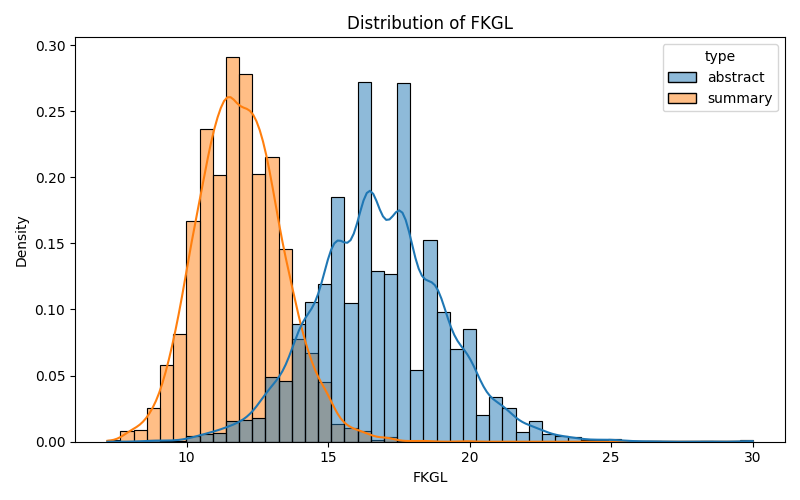 Distribution of FKGL
type
abstract
summary
Density
0.30
0.25
0.20
0.15
0.10
0.05
0.00
10 15 20 25 30
FKGL